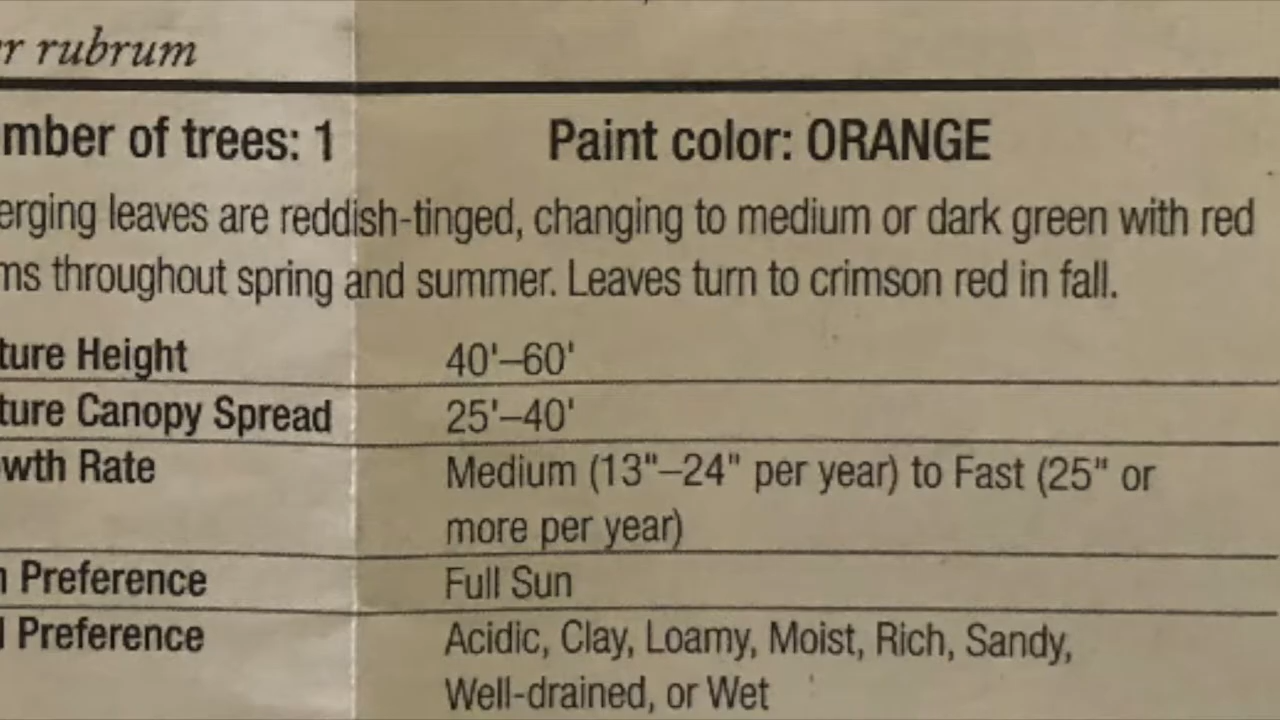 r rubrum
mber of trees: 1 Paint color: ORANGE
erging leaves are reddish-tinged, changing to medium or dark green with red
ms throughout spring and summer. Leaves turn to crimson red in fall.
ture Height 40'–60'
ture Canopy Spread 25'–40'
wth Rate Medium (13"–24" per year) to Fast (25" or
more per year)
n Preference Full Sun
l Preference Acidic, Clay, Loamy, Moist, Rich, Sandy,
Well-drained, or Wet